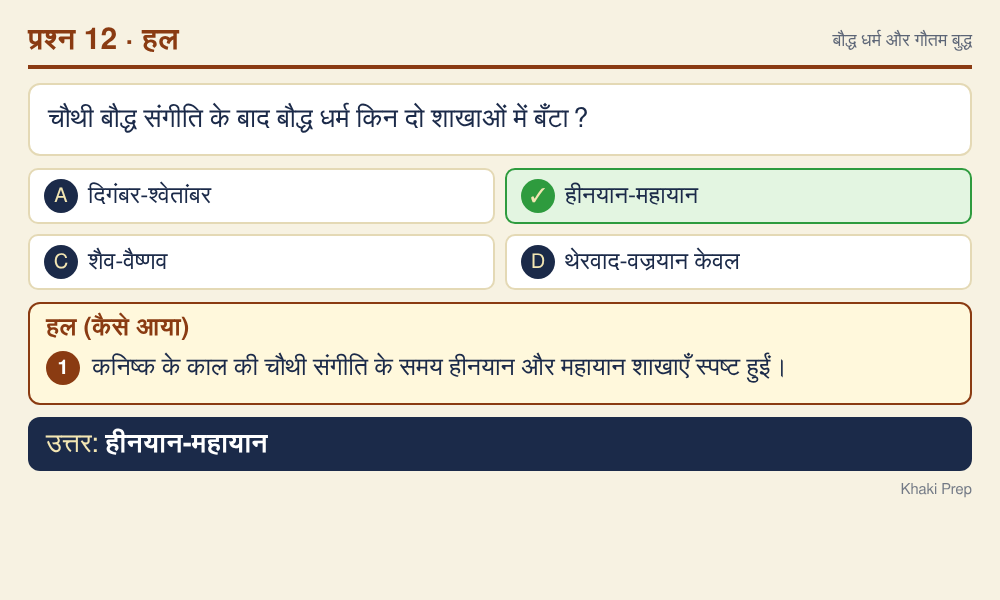 प्रश्न 12 · हल
बौद्ध धर्म और गौतम बुद्ध
चौथी बौद्ध संगीति के बाद बौद्ध धर्म किन दो शाखाओं में बँटा ?
A दिगंबर-श्वेतांबर
✓ हीनयान-महायान
C शैव-वैष्णव
D थेरवाद-वज्रयान केवल
हल (कैसे आया)
1 कनिष्क के काल की चौथी संगीति के समय हीनयान और महायान शाखाएँ स्पष्ट हुईं।
उत्तर: हीनयान-महायान
Khaki Prep